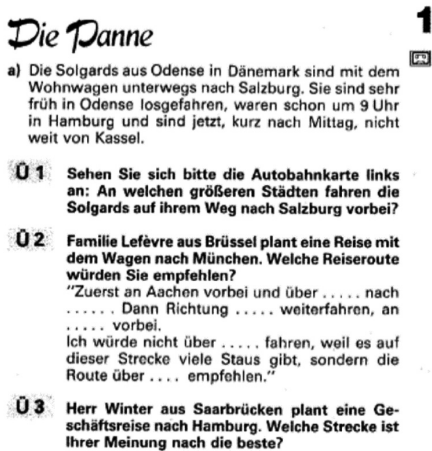 Die Panne
1
a) Die Solgards aus Odense in Dänemark sind mit dem
Wohnwagen unterwegs nach Salzburg. Sie sind sehr
früh in Odense losgefahren, waren schon um 9 Uhr
in Hamburg und sind jetzt, kurz nach Mittag, nicht
weit von Kassel.
Ü 1 Sehen Sie sich bitte die Autobahnkarte links
an: An welchen größeren Städten fahren die
Solgards auf ihrem Weg nach Salzburg vorbei?
Ü 2 Familie Lefèvre aus Brüssel plant eine Reise mit
dem Wagen nach München. Welche Reiseroute
würden Sie empfehlen?
"Zuerst an Aachen vorbei und über ..... nach
...... Dann Richtung ..... weiterfahren, an
..... vorbei.
Ich würde nicht über ..... fahren, weil es auf
dieser Strecke viele Staus gibt, sondern die
Route über .... empfehlen."
Ü 3 Herr Winter aus Saarbrücken plant eine Ge-
schäftsreise nach Hamburg. Welche Strecke ist
Ihrer Meinung nach die beste?